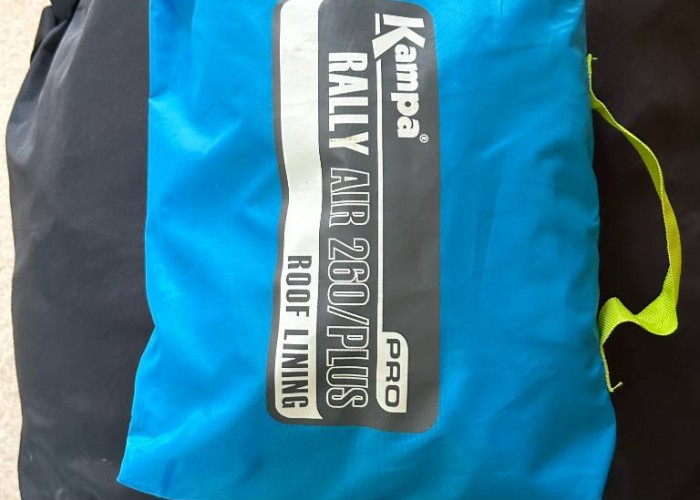 Kampa®
RALLY AIR 260/PLUS PRO
ROOF LINING